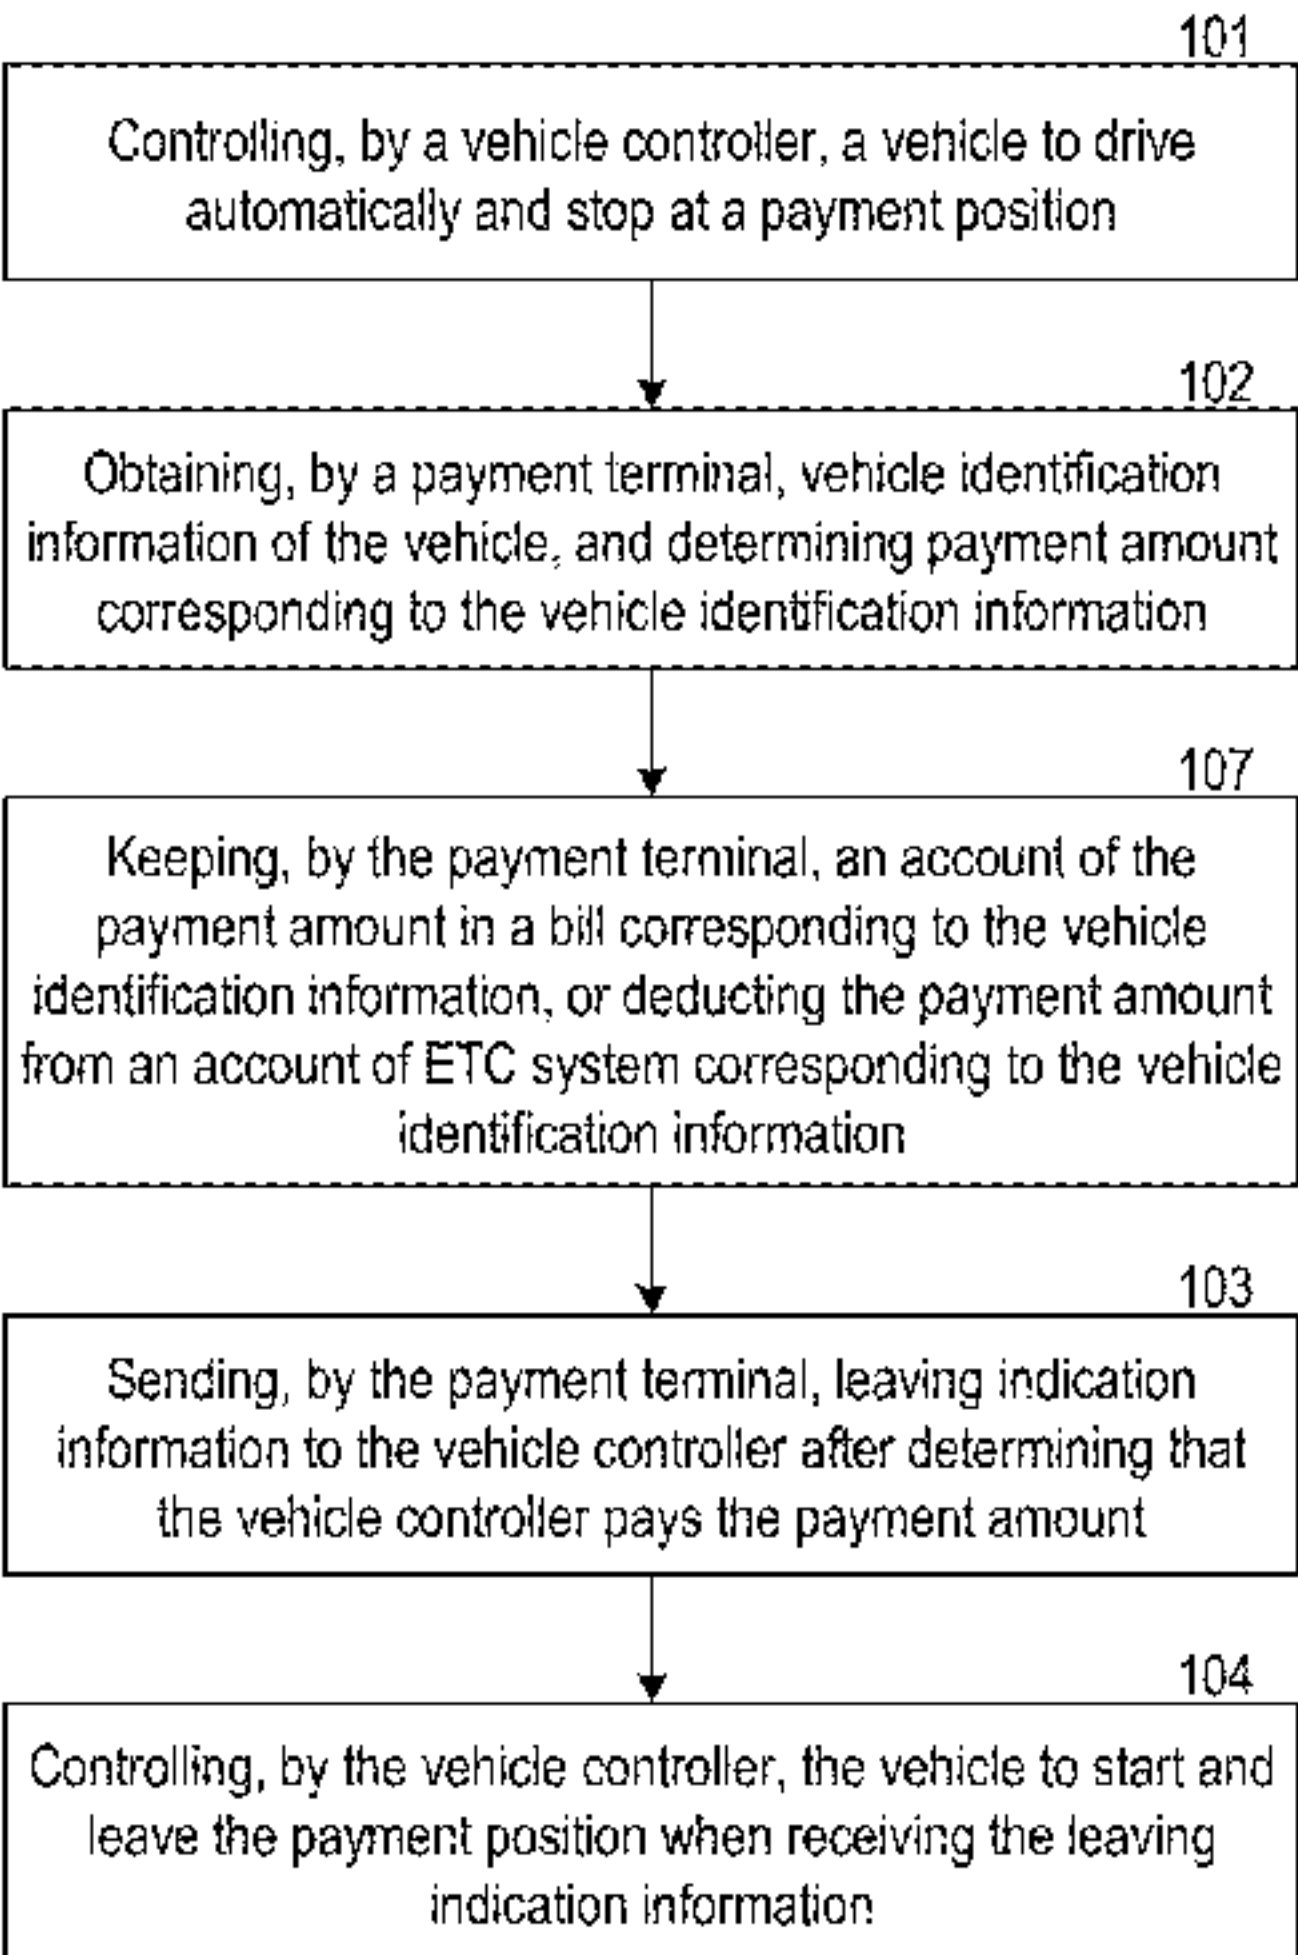 101
Controlling, by a vehicle controller, a vehicle to drive
automatically and stop at a payment position
102
Obtaining, by a payment terminal, vehicle identification
information of the vehicle, and determining payment amount
corresponding to the vehicle identification information
107
Keeping, by the payment terminal, an account of the
payment amount in a bill corresponding to the vehicle
identification information, or deducting the payment amount
from an account of ETC system corresponding to the vehicle
identification information
103
Sending, by the payment terminal, leaving indication
information to the vehicle controller after determining that
the vehicle controller pays the payment amount
104
Controlling, by the vehicle controller, the vehicle to start and
leave the payment position when receiving the leaving
indication information